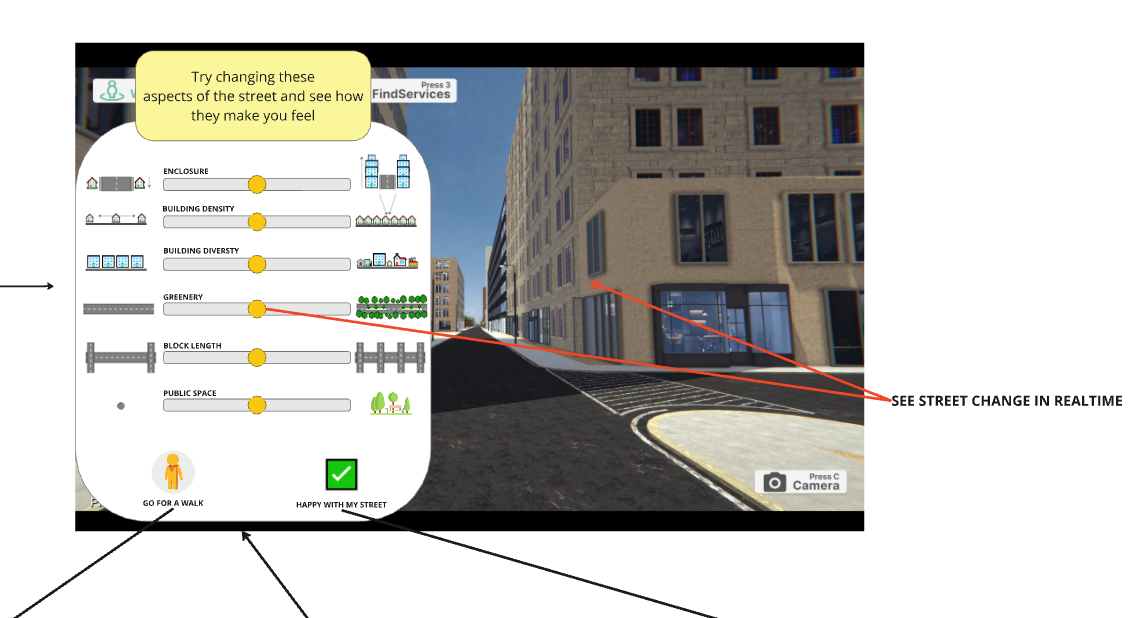 Try changing these
aspects of the street and see how
they make you feel
Press 3
FindServices
ENCLOSURE
BUILDING DENSITY
BUILDING DIVERSTY
GREENERY
BLOCK LENGTH
PUBLIC SPACE
GO FOR A WALK
HAPPY WITH MY STREET
SEE STREET CHANGE IN REALTIME
Press C
Camera